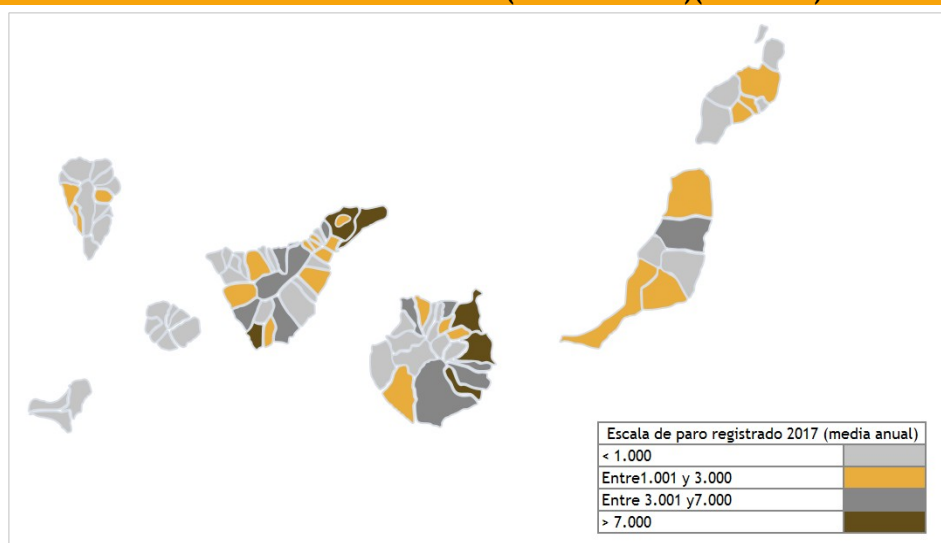 Escala de paro registrado 2017 (media anual)
< 1.000
Entre1.001 y 3.000
Entre 3.001 y7.000
> 7.000